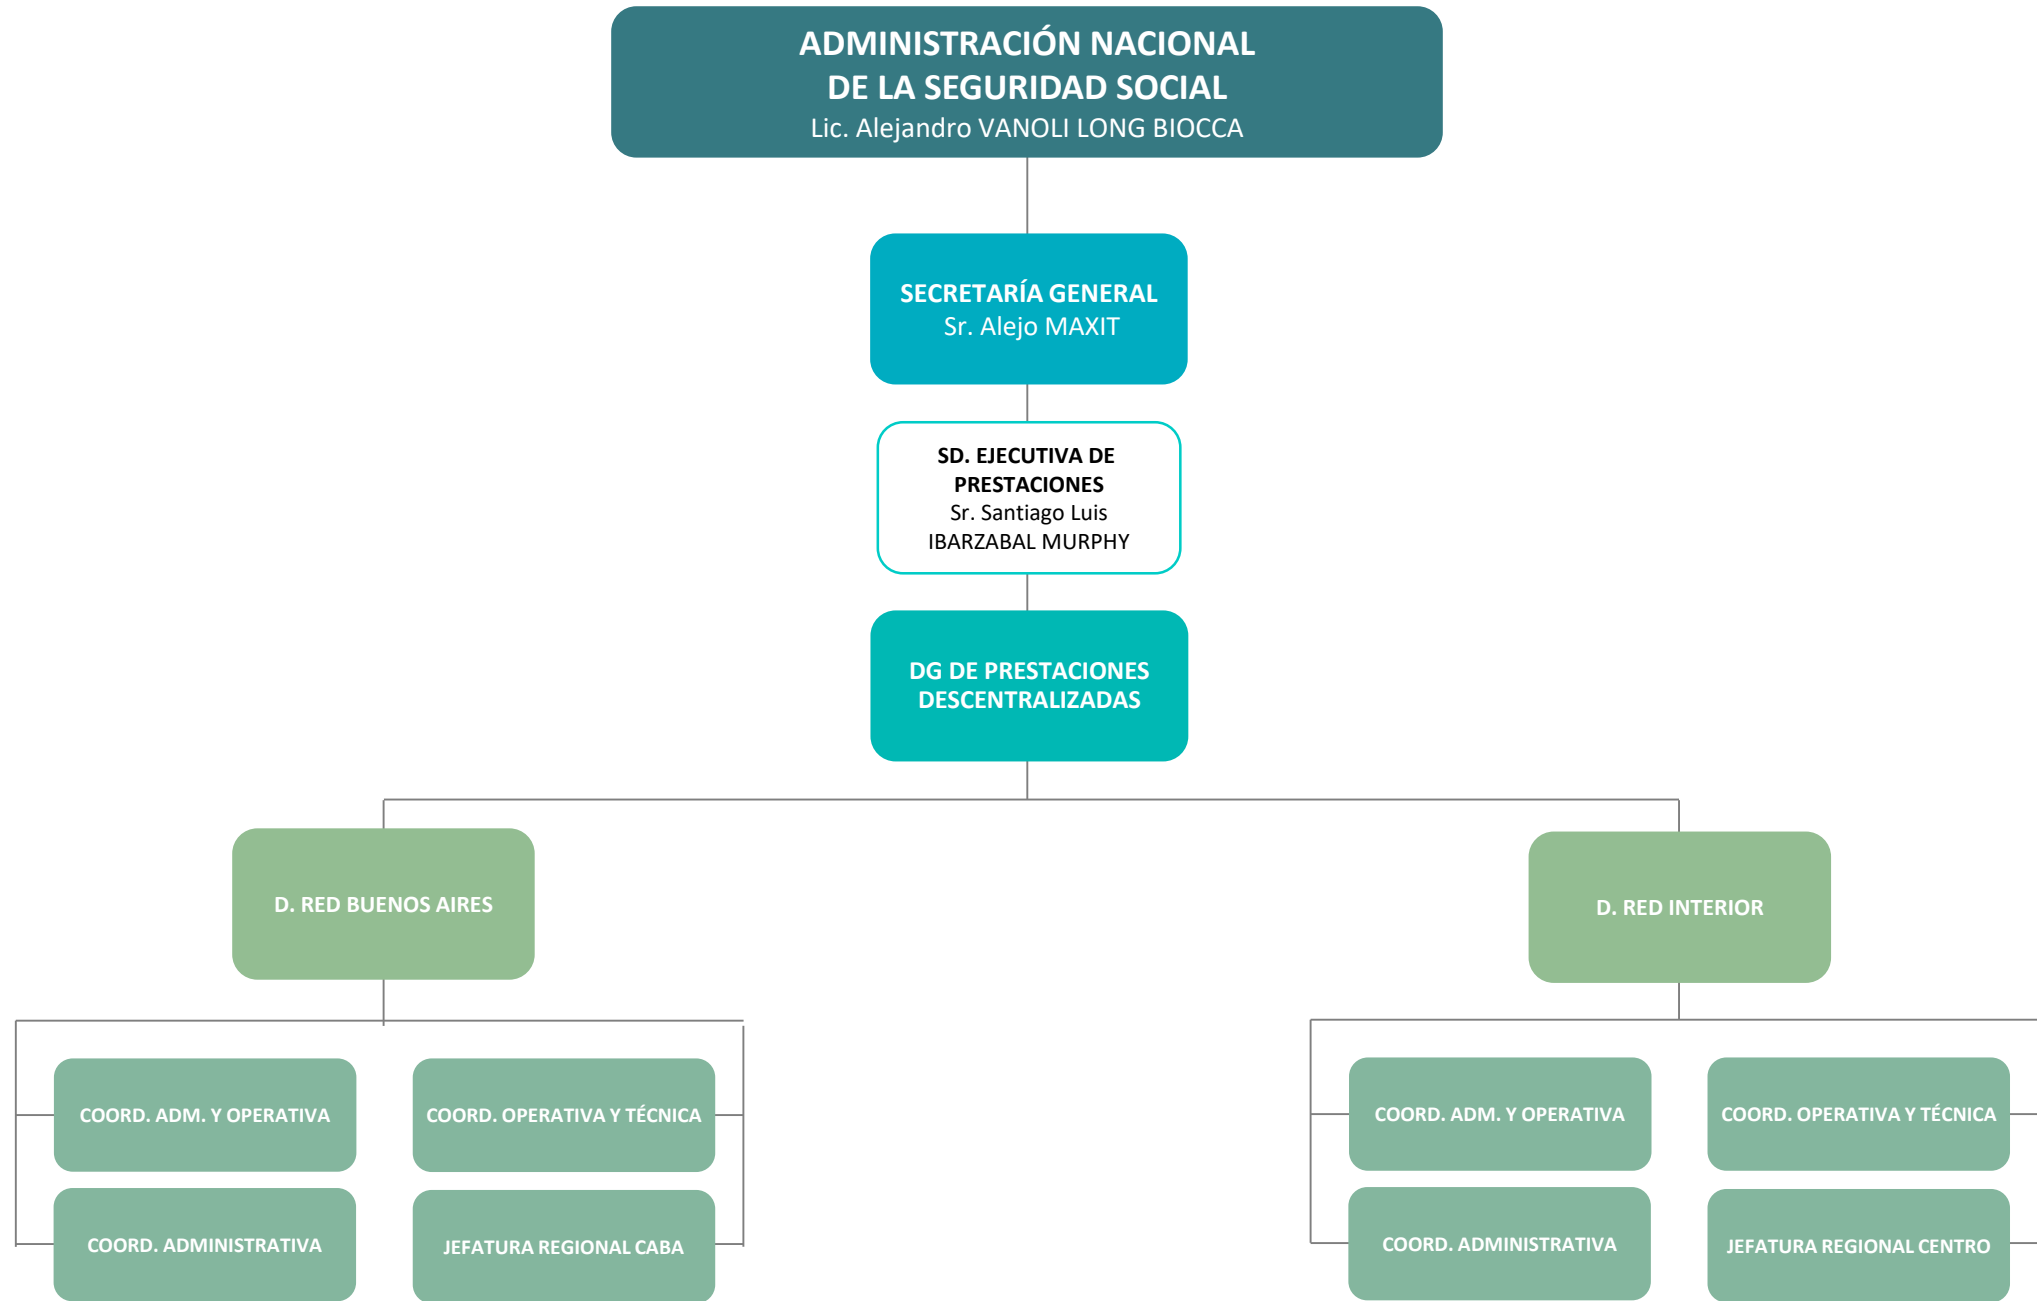 ADMINISTRACIÓN NACIONAL
DE LA SEGURIDAD SOCIAL
Lic. Alejandro VANOLI LONG BIOCCA
SECRETARÍA GENERAL
Sr. Alejo MAXIT
SD. EJECUTIVA DE
PRESTACIONES
Sr. Santiago Luis
IBARZABAL MURPHY
DG DE PRESTACIONES
DESCENTRALIZADAS
D. RED BUENOS AIRES
D. RED INTERIOR
COORD. ADM. Y OPERATIVA
COORD. OPERATIVA Y TÉCNICA
COORD. ADM. Y OPERATIVA
COORD. OPERATIVA Y TÉCNICA
COORD. ADMINISTRATIVA
JEFATURA REGIONAL CABA
COORD. ADMINISTRATIVA
JEFATURA REGIONAL CENTRO